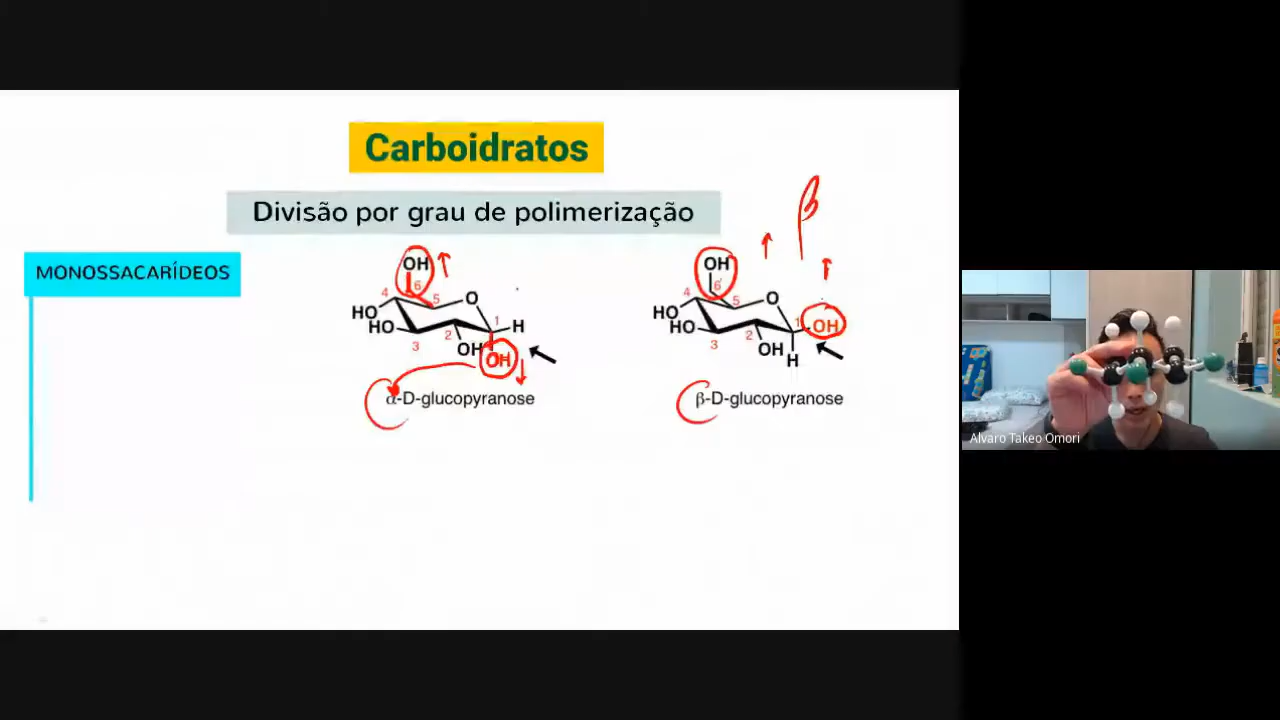 Carboidratos
Divisão por grau de polimerização
MONOSSACARÍDEOS
β
OH
6
4
5
O
HO
HO
1
H
2
3
OH
OH
α-D-glucopyranose
OH
6
4
5
O
HO
HO
1
OH
2
3
OH
H
β-D-glucopyranose
Alvaro Takeo Omori